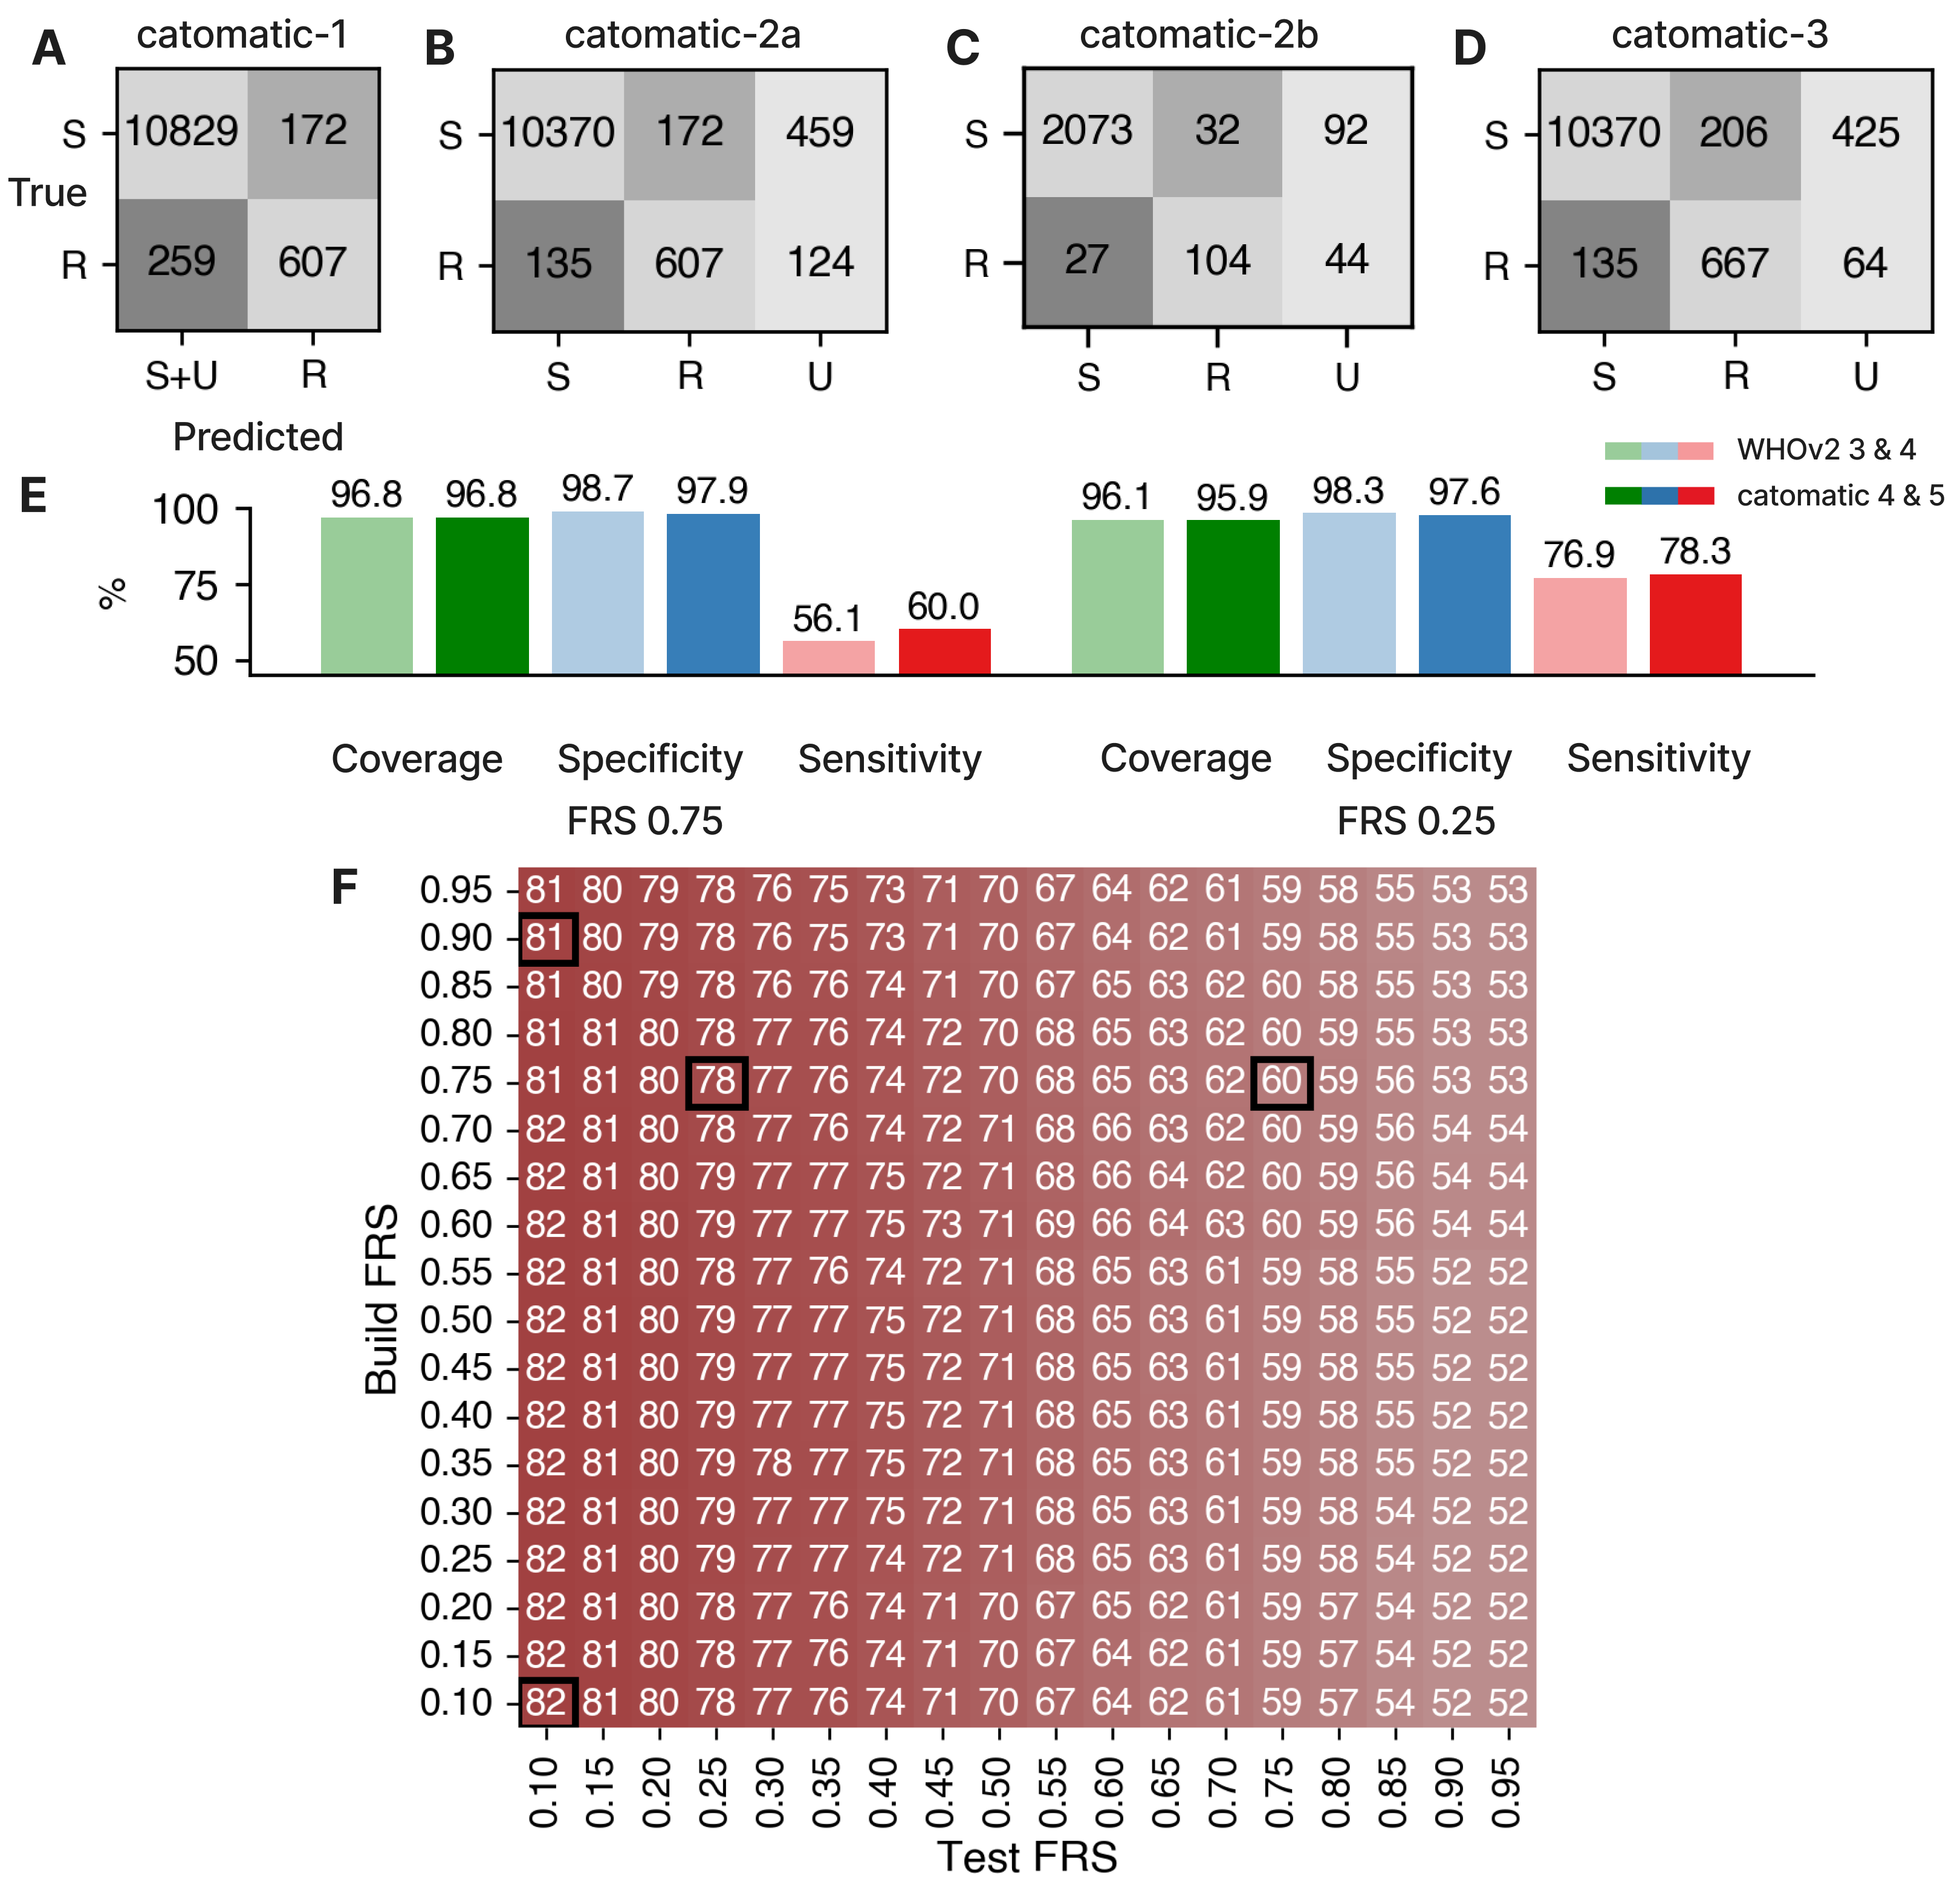 A catomatic-1 B catomatic-2a C catomatic-2b D catomatic-3
S 10829 172 S 10370 172 459 S 2073 32 92 S 10370 206 425
True
R 259 607 R 135 607 124 R 27 104 44 R 135 667 64
S+U R S R U S R U S R U
Predicted
WHOv2 3 & 4
catomatic 4 & 5
E
96.8 96.8 98.7 97.9 56.1 60.0 96.1 95.9 98.3 97.6 76.9 78.3
100
75
50
%
Coverage Specificity Sensitivity Coverage Specificity Sensitivity
FRS 0.75 FRS 0.25
F
0.95 81 80 79 78 76 75 73 71 70 67 64 62 61 59 58 55 53 53
0.90 81 80 79 78 76 75 73 71 70 67 64 62 61 59 58 55 53 53
0.85 81 80 79 78 76 76 74 71 70 67 65 63 62 60 58 55 53 53
0.80 81 81 80 78 77 76 74 72 70 68 65 63 62 60 59 55 53 53
0.75 81 81 80 78 77 76 74 72 70 68 65 63 62 60 59 56 53 53
0.70 82 81 80 78 77 76 74 72 71 68 66 63 62 60 59 56 54 54
0.65 82 81 80 79 77 77 75 72 71 68 66 64 62 60 59 56 54 54
0.60 82 81 80 79 77 77 75 73 71 69 66 64 63 60 59 56 54 54
0.55 82 81 80 78 77 76 74 72 71 68 65 63 61 59 58 55 52 52
0.50 82 81 80 79 77 77 75 72 71 68 65 63 61 59 58 55 52 52
0.45 82 81 80 79 77 77 75 72 71 68 65 63 61 59 58 55 52 52
0.40 82 81 80 79 77 77 75 72 71 68 65 63 61 59 58 55 52 52
0.35 82 81 80 79 78 77 75 72 71 68 65 63 61 59 58 55 52 52
0.30 82 81 80 79 77 77 75 72 71 68 65 63 61 59 58 54 52 52
0.25 82 81 80 79 77 77 74 72 71 68 65 63 61 59 58 54 52 52
0.20 82 81 80 78 77 76 74 71 70 67 65 62 61 59 57 54 52 52
0.15 82 81 80 78 77 76 74 71 70 67 64 62 61 59 57 54 52 52
0.10 82 81 80 78 77 76 74 71 70 67 64 62 61 59 57 54 52 52
Build FRS
0.10 0.15 0.20 0.25 0.30 0.35 0.40 0.45 0.50 0.55 0.60 0.65 0.70 0.75 0.80 0.85 0.90 0.95
Test FRS